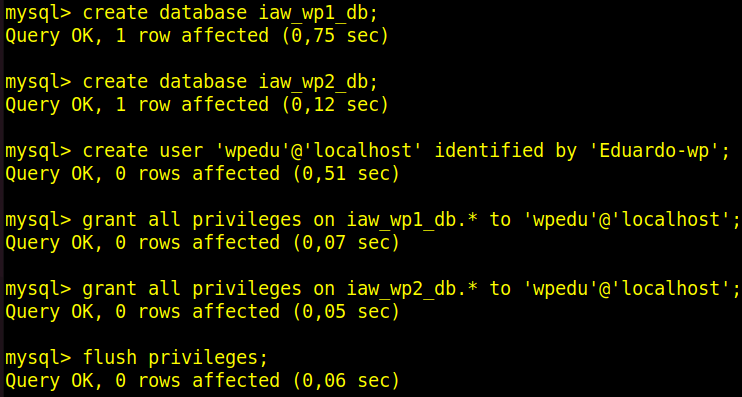 mysql> create database iaw_wp1_db;
Query OK, 1 row affected (0,75 sec)
mysql> create database iaw_wp2_db;
Query OK, 1 row affected (0,12 sec)
mysql> create user 'wpedu'@'localhost' identified by 'Eduardo-wp';
Query OK, 0 rows affected (0,51 sec)
mysql> grant all privileges on iaw_wp1_db.* to 'wpedu'@'localhost';
Query OK, 0 rows affected (0,07 sec)
mysql> grant all privileges on iaw_wp2_db.* to 'wpedu'@'localhost';
Query OK, 0 rows affected (0,05 sec)
mysql> flush privileges;
Query OK, 0 rows affected (0,06 sec)